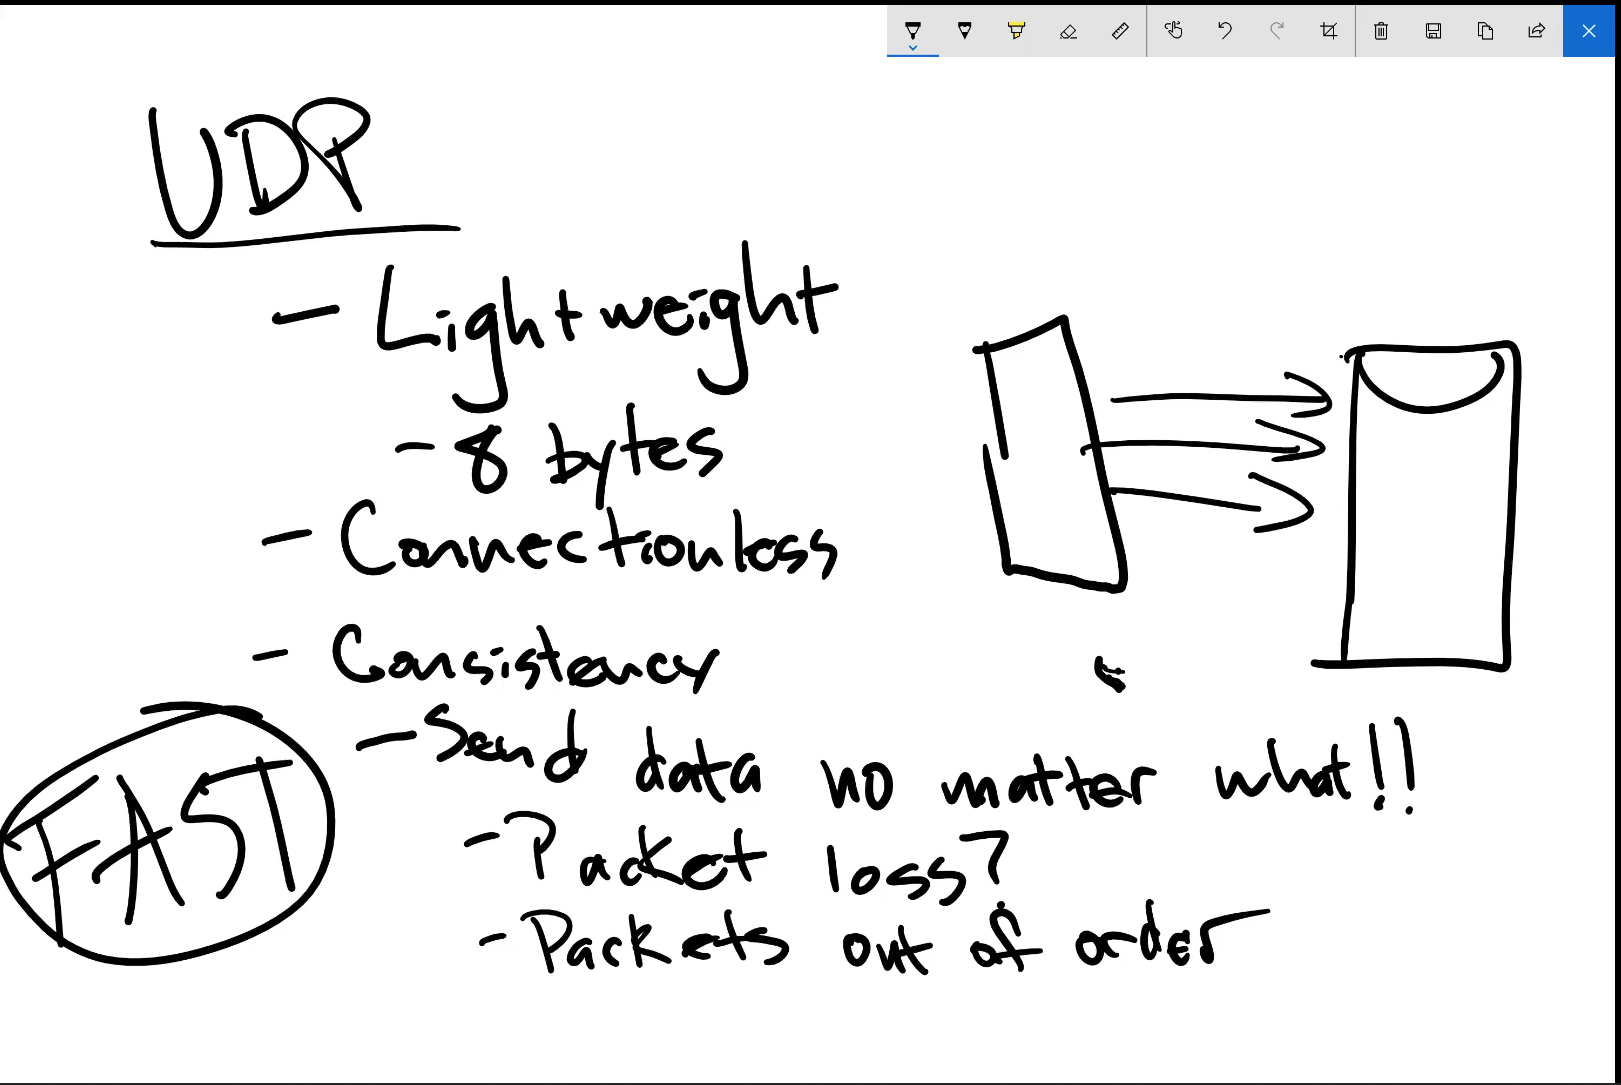 UDP
- Lightweight
- 8 bytes
- Connectionless
- Consistency
- Send data no matter what!!
- Packet loss?
- Packets out of order
FAST